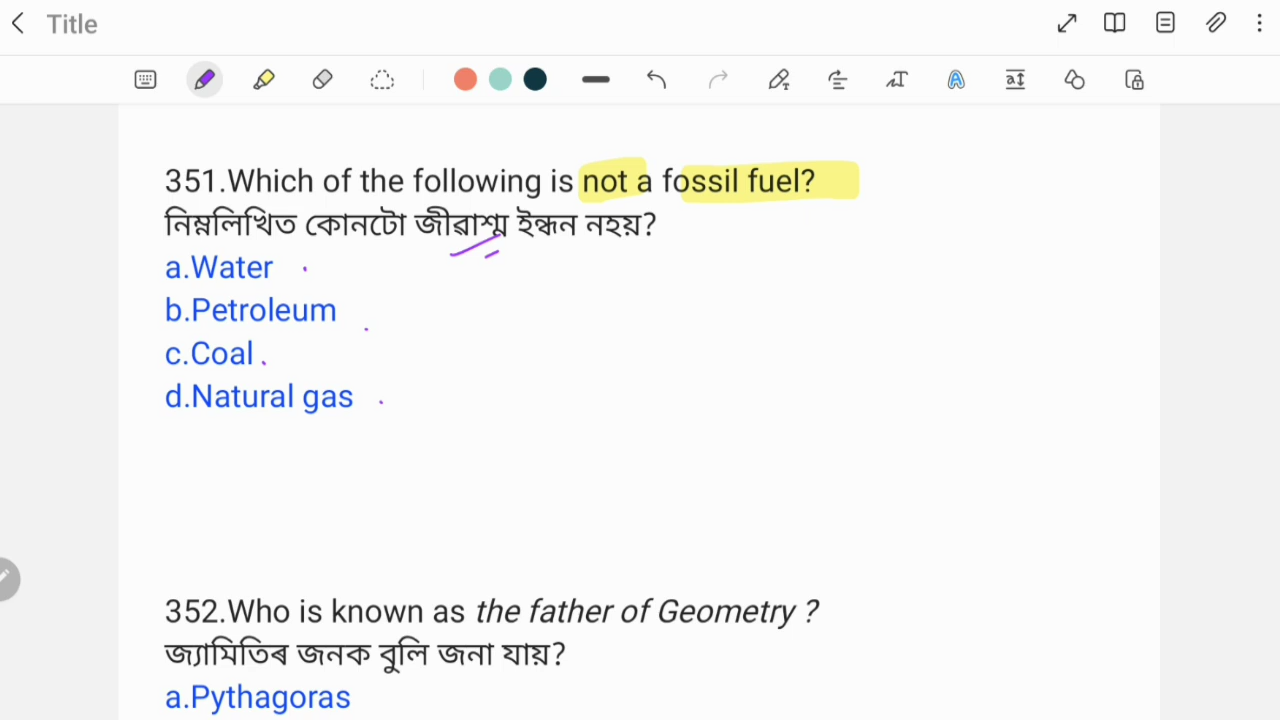 Title
351.Which of the following is not a fossil fuel?
নিম্নলিখিত কোনটো জীৱাশ্ম ইন্ধন নহয়?
a.Water
b.Petroleum
c.Coal
d.Natural gas
352.Who is known as the father of Geometry ?
জ্যামিতিৰ জনক বুলি জনা যায়?
a.Pythagoras